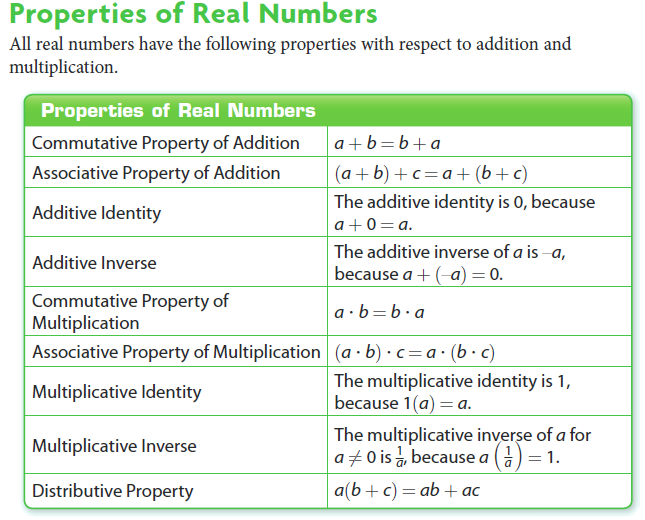 Properties of Real Numbers
All real numbers have the following properties with respect to addition and
multiplication.
Properties of Real Numbers
Commutative Property of Addition a + b = b + a
Associative Property of Addition (a + b) + c = a + (b + c)
Additive Identity
The additive identity is 0, because
a + 0 = a.
Additive Inverse
The additive inverse of a is –a,
because a + (–a) = 0.
Commutative Property of
Multiplication
a · b = b · a
Associative Property of Multiplication (a · b) · c = a · (b · c)
Multiplicative Identity
The multiplicative identity is 1,
because 1(a) = a.
Multiplicative Inverse
The multiplicative inverse of a for
a ≠ 0 is 1/a, because a (1/a) = 1.
Distributive Property a(b + c) = ab + ac